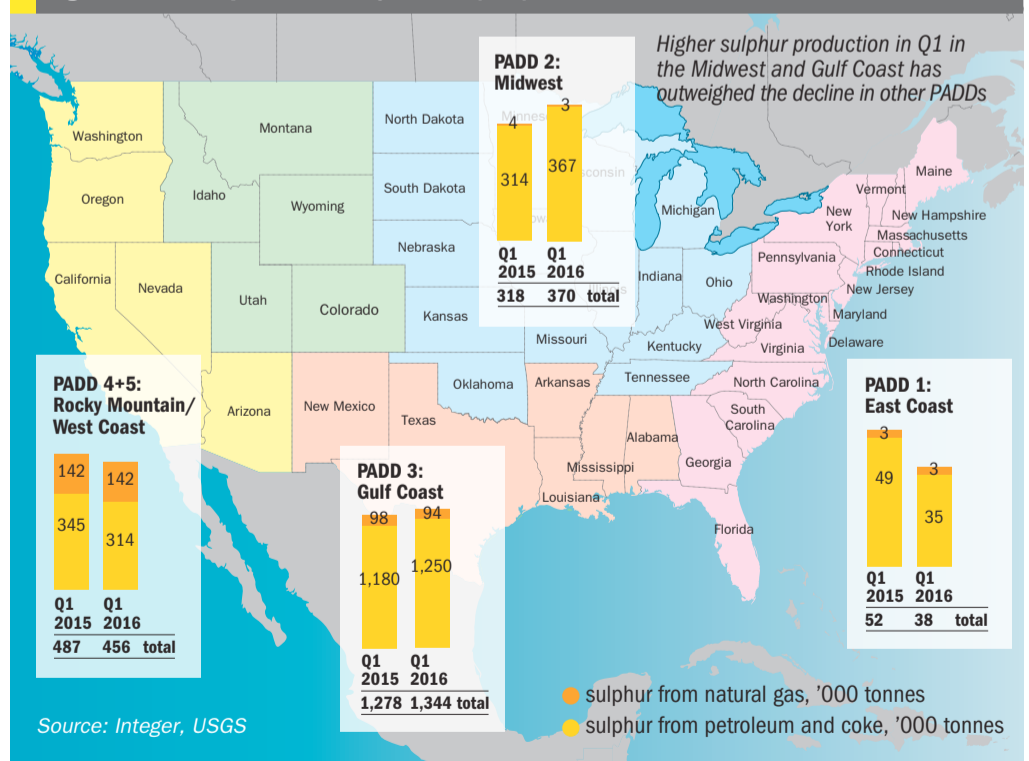 Higher sulphur production in Q1 in
the Midwest and Gulf Coast has
outweighed the decline in other PADDs
PADD 2:
Midwest
4
3
314
367
Q1
2015
Q1
2016
318 370 total
Washington
Oregon
California
Nevada
Idaho
Montana
Wyoming
Utah
Colorado
Arizona
New Mexico
North Dakota
South Dakota
Nebraska
Kansas
Oklahoma
Texas
Missouri
Arkansas
Louisiana
Mississippi
Alabama
Tennessee
Kentucky
Illinois
Indiana
Ohio
Michigan
Maine
Vermont
New Hampshire
New
York
Massachusetts
Connecticut
Rhode Island
Pennsylvania
New Jersey
Washington
Maryland
West Virginia
Delaware
Virginia
North Carolina
South
Carolina
Georgia
Florida
PADD 4+5:
Rocky Mountain/
West Coast
142
142
345
314
Q1
2015
Q1
2016
487 456 total
PADD 3:
Gulf Coast
98
94
1,180
1,250
Q1
2015
Q1
2016
1,278 1,344 total
PADD 1:
East Coast
3
3
49
35
Q1
2015
Q1
2016
52 38 total
sulphur from natural gas, ’000 tonnes
sulphur from petroleum and coke, ’000 tonnes
Source: Integer, USGS